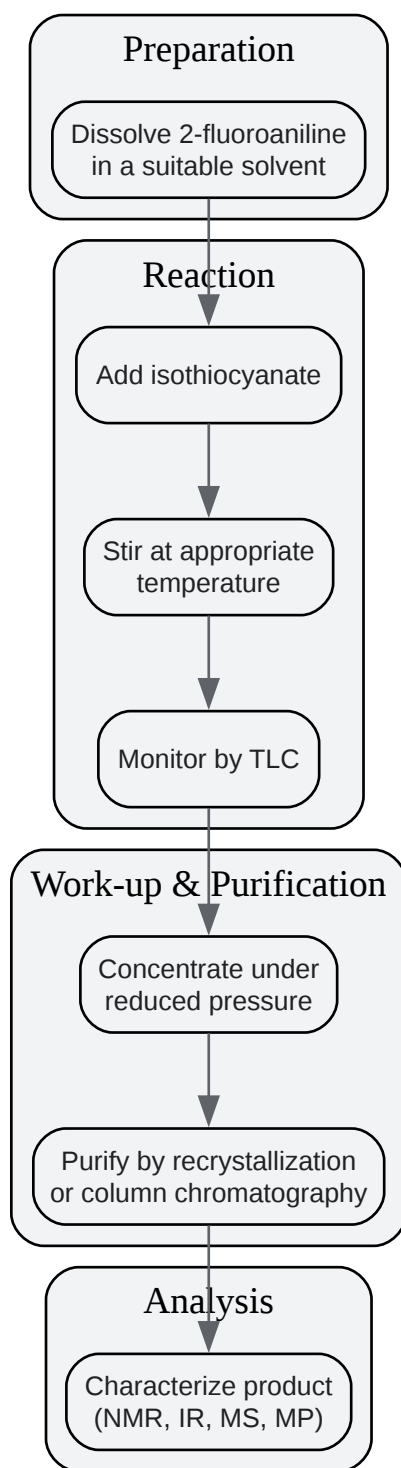 Preparation
Dissolve 2-fluoroaniline
in a suitable solvent
Reaction
Add isothiocyanate
Stir at appropriate
temperature
Monitor by TLC
Work-up & Purification
Concentrate under
reduced pressure
Purify by recrystallization
or column chromatography
Analysis
Characterize product
(NMR, IR, MS, MP)